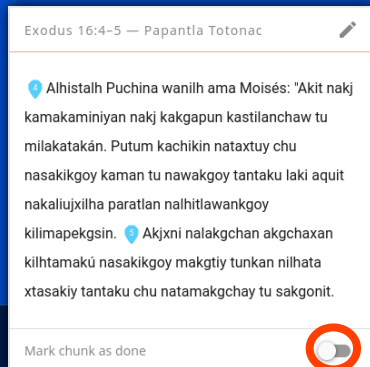 Exodus 16:4–5 — Papantla Totonac
4 Alhistalh Puchina wanilh ama Moisés: "Akit nakj
kamakaminiyan nakj kakgapun kastilanchaw tu
milakatakán. Putum kachikin nataxtuy chu
nasakikgoy kaman tu nawakgoy tantaku laki aquit
nakaliujxilha paratlan nalhitlawankgoy
kilimapekgsin. 5 Akjxni nalakgchan akgchaxan
kilhtamakú nasakikgoy makgtiy tunkan nilhata
xtasakiy tantaku chu natamakgchay tu sakgonit.
Mark chunk as done